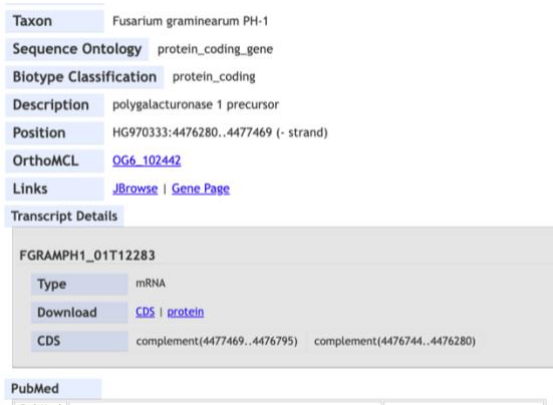 Taxon Fusarium graminearum PH-1
Sequence Ontology protein_coding_gene
Biotype Classification protein_coding
Description polygalacturonase 1 precursor
Position HG970333:4476280..4477469 (- strand)
OrthoMCL OG6_102442
Links JBrowse | Gene Page
Transcript Details
FGRAMPH1_01T12283
Type mRNA
Download CDS | protein
CDS complement(4477469..4476795) complement(4476744..4476280)
PubMed